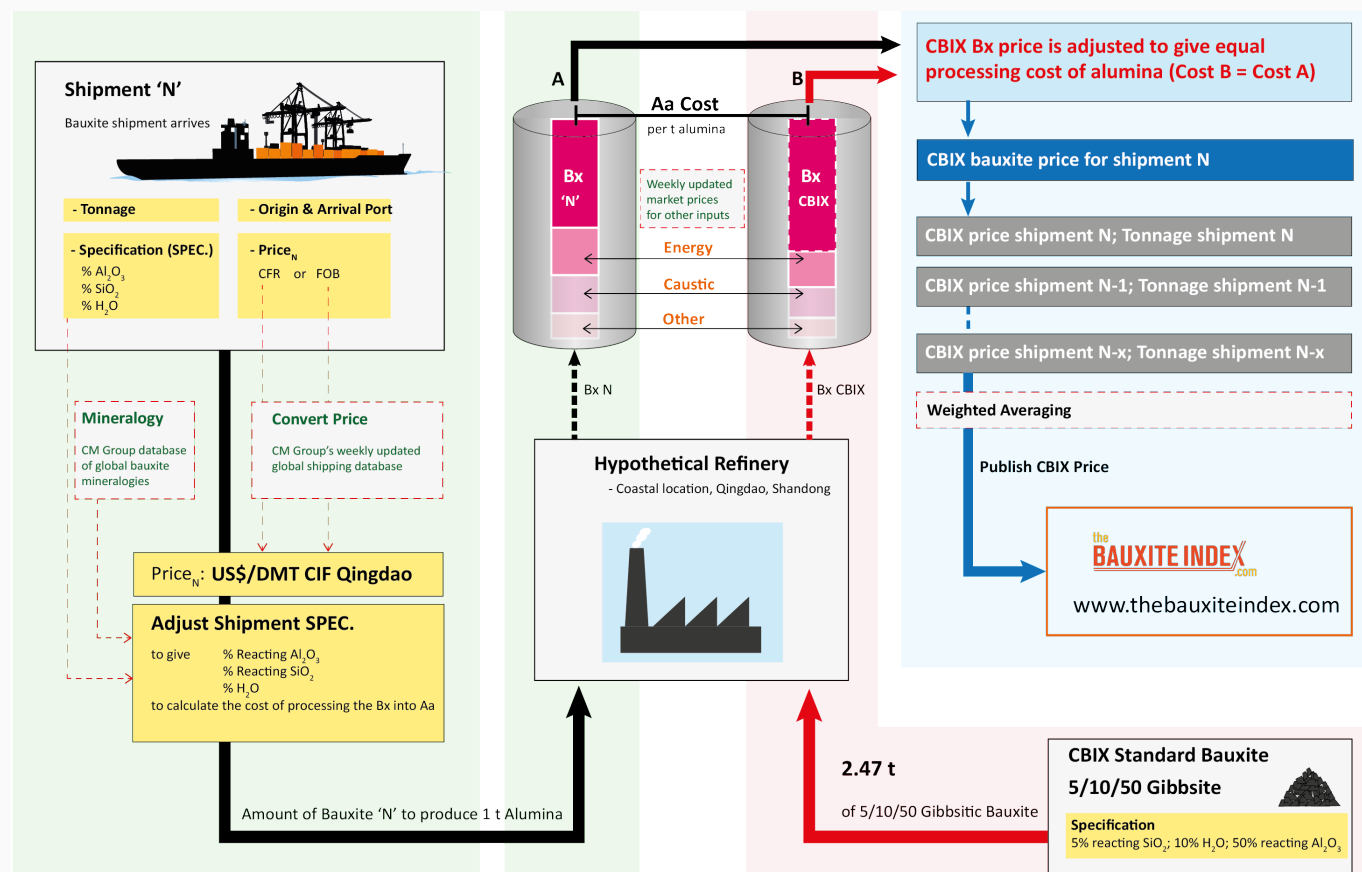 Shipment ‘N’
Bauxite shipment arrives
- Tonnage
- Origin & Arrival Port
- Specification (SPEC.)
% Al₂O₃
% SiO₂
% H₂O
- Price_N
CFR or FOB
Mineralogy
CM Group database
of global bauxite
mineralogies
Convert Price
CM Group’s weekly updated
global shipping database
Price_N: US$/DMT CIF Qingdao
Adjust Shipment SPEC.
to give % Reacting Al₂O₃
% Reacting SiO₂
% H₂O
to calculate the cost of processing the Bx into Aa
Amount of Bauxite ‘N’ to produce 1 t Alumina
A
B
Aa Cost
per t alumina
Bx
‘N’
Weekly updated
market prices
for other inputs
Bx
CBIX
Energy
Caustic
Other
Bx N
Bx CBIX
Hypothetical Refinery
- Coastal location, Qingdao, Shandong
2.47 t
of 5/10/50 Gibbsitic Bauxite
CBIX Bx price is adjusted to give equal
processing cost of alumina (Cost B = Cost A)
CBIX bauxite price for shipment N
CBIX price shipment N; Tonnage shipment N
CBIX price shipment N-1; Tonnage shipment N-1
CBIX price shipment N-x; Tonnage shipment N-x
Weighted Averaging
Publish CBIX Price
the
BAUXITE INDEX
.com
www.thebauxiteindex.com
CBIX Standard Bauxite
5/10/50 Gibbsite
Specification
5% reacting SiO₂; 10% H₂O; 50% reacting Al₂O₃